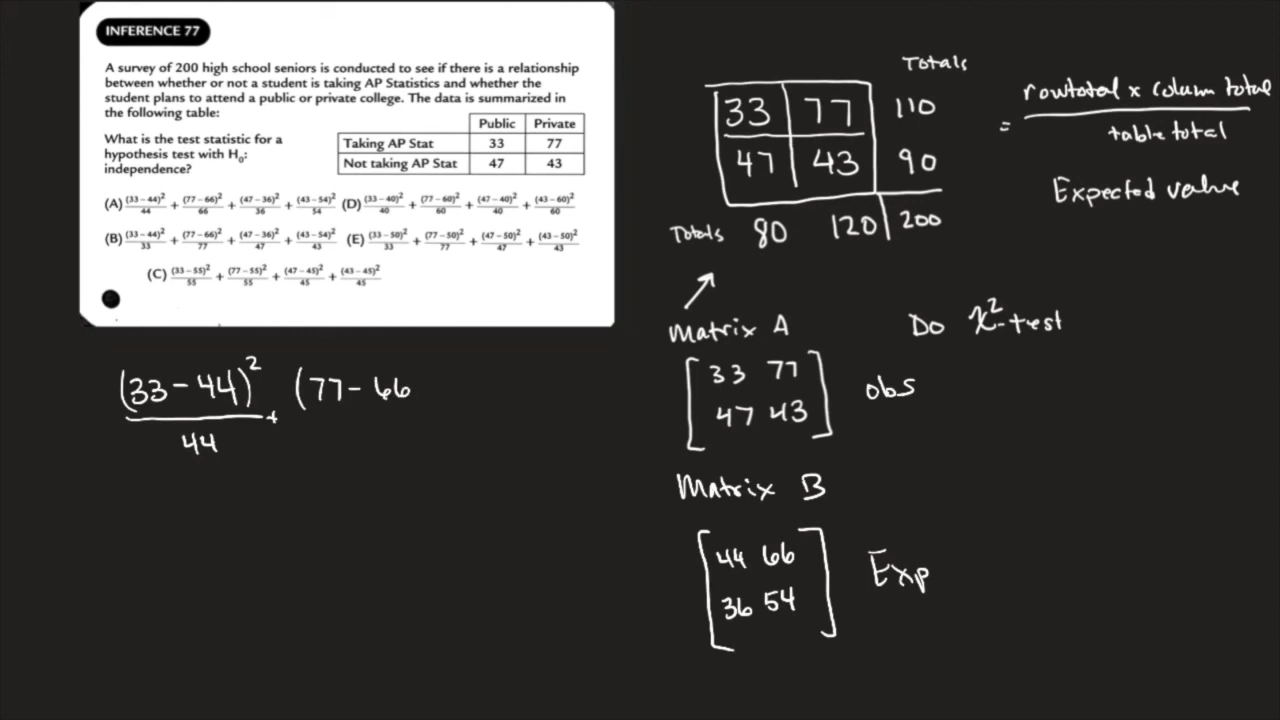 INFERENCE 77
A survey of 200 high school seniors is conducted to see if there is a relationship
between whether or not a student is taking AP Statistics and whether the
student plans to attend a public or private college. The data is summarized in
the following table:
What is the test statistic for a
hypothesis test with H₀:
independence?
Public Private
Taking AP Stat 33 77
Not taking AP Stat 47 43
(A) (33−44)²/44 + (77−66)²/66 + (47−36)²/36 + (43−54)²/54
(D) (33−40)²/40 + (77−60)²/60 + (47−40)²/40 + (43−60)²/60
(B) (33−44)²/33 + (77−66)²/77 + (47−36)²/47 + (43−54)²/43
(E) (33−50)²/33 + (77−50)²/77 + (47−50)²/47 + (43−50)²/43
(C) (33−55)²/55 + (77−55)²/55 + (47−45)²/45 + (43−45)²/45
(33−44)²/44 + (77−66
Totals
33 77 110
47 43 90
Totals 80 120 200
= row total x column total
table total
Expected value
Matrix A
33 77
47 43
obs
Do x²-test
Matrix B
44 66
36 54
Exp